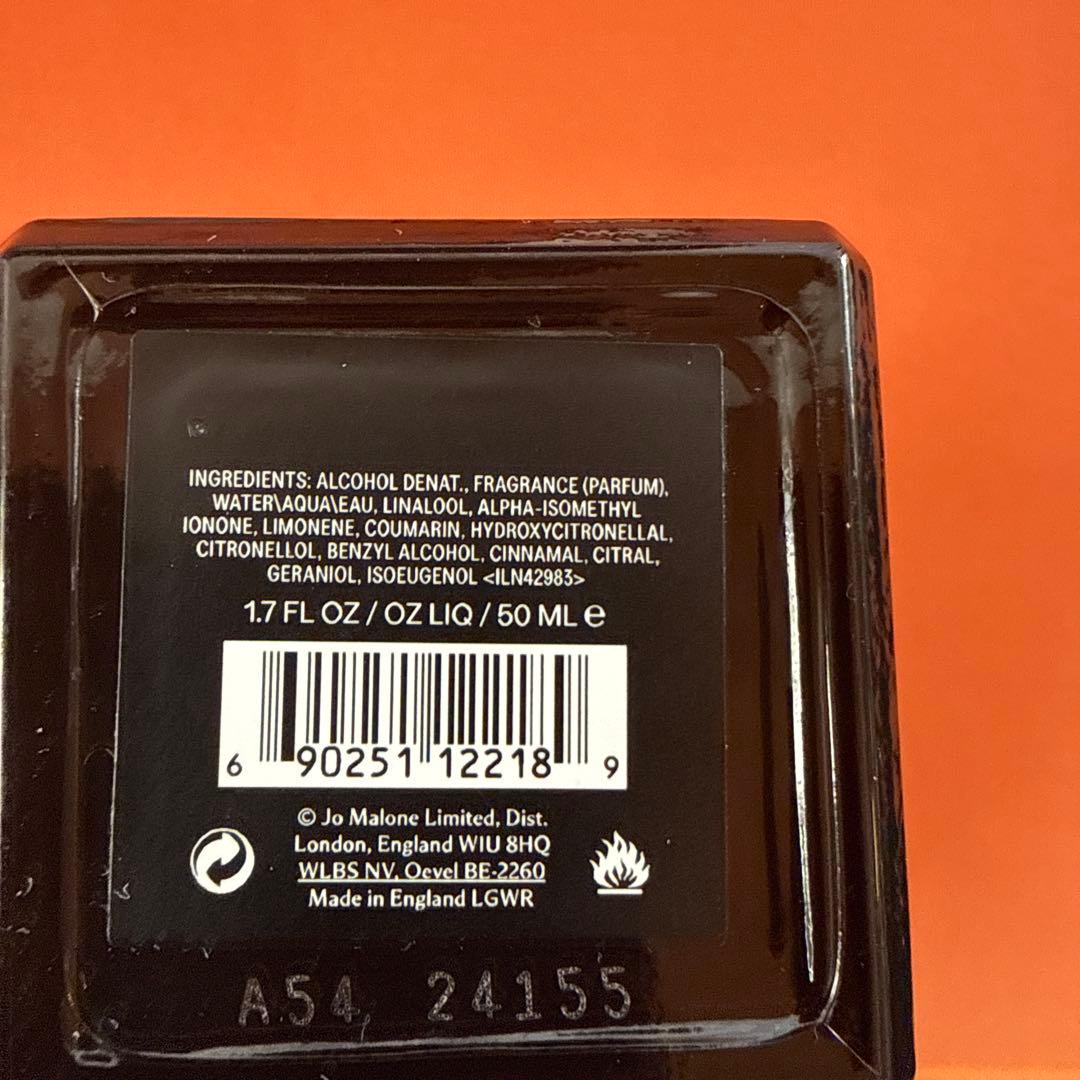 INGREDIENTS: ALCOHOL DENAT., FRAGRANCE (PARFUM),
WATER\AQUA\EAU, LINALOOL, ALPHA-ISOMETHYL
IONONE, LIMONENE, COUMARIN, HYDROXYCITRONELLAL,
CITRONELLOL, BENZYL ALCOHOL, CINNAMAL, CITRAL,
GERANIOL, ISOEUGENOL <ILN42983>
1.7 FL OZ / OZ LIQ / 50 ML ℮
6 90251 12218 9
© Jo Malone Limited, Dist.
London, England W1U 8HQ
WLBS NV, Oevel BE-2260
Made in England LGWR
A54 24155